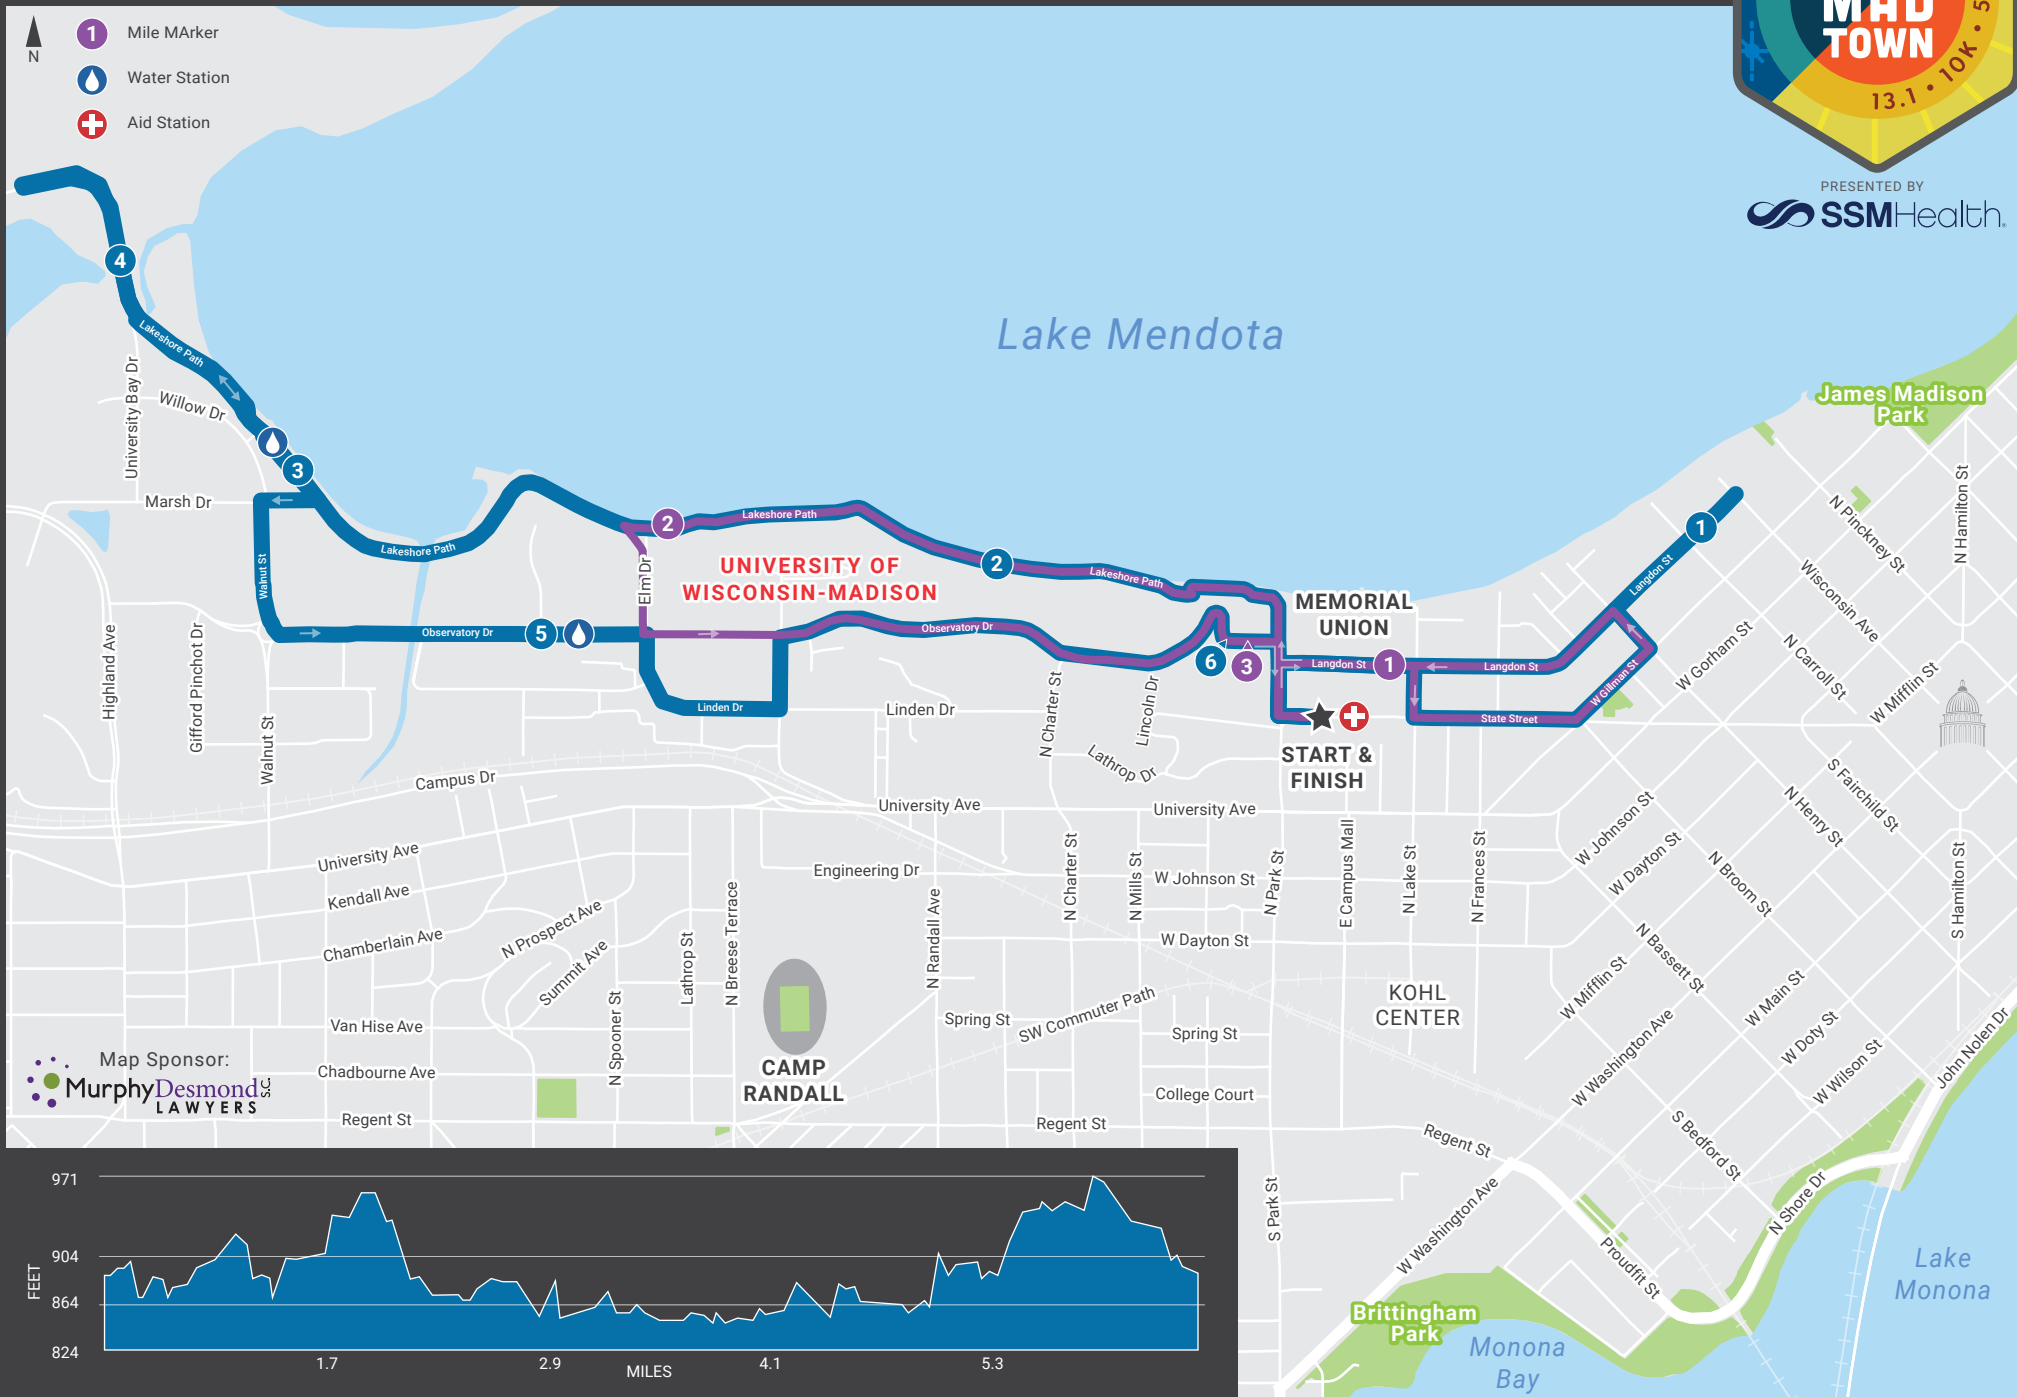 N
1 Mile MArker
Water Station
Aid Station
MAD
TOWN
13.1 • 10K • 5
PRESENTED BY
SSMHealth
4
Lakeshore Path
University Bay Dr
Willow Dr
3
Marsh Dr
Walnut St
Lakeshore Path
Lake Mendota
James Madison
Park
2
Lakeshore Path
Elm Dr
UNIVERSITY OF
WISCONSIN-MADISON
2
Lakeshore Path
MEMORIAL
UNION
1
Langdon St
N Pinckney St
N Hamilton St
Wisconsin Ave
Observatory Dr
5
Observatory Dr
6
3
Langdon St
1
Langdon St
W Gillman St
State Street
W Gorham St
N Carroll St
W Mifflin St
Highland Ave
Gifford Pinchot Dr
Walnut St
Linden Dr
Linden Dr
N Charter St
Lincoln Dr
Lathrop Dr
START &
FINISH
Campus Dr
University Ave
University Ave
S Fairchild St
N Henry St
W Johnson St
W Dayton St
N Broom St
University Ave
Kendall Ave
Chamberlain Ave
N Prospect Ave
Summit Ave
Engineering Dr
Lathrop St
N Breese Terrace
N Randall Ave
N Charter St
N Mills St
W Johnson St
N Park St
E Campus Mall
N Lake St
N Frances St
S Hamilton St
W Dayton St
N Bassett St
W Mifflin St
W Main St
KOHL
CENTER
Van Hise Ave
N Spooner St
Spring St
SW Commuter Path
Spring St
W Washington Ave
W Doty St
W Wilson St
John Nolen Dr
Map Sponsor:
MurphyDesmond S.C.
LAWYERS
Chadbourne Ave
CAMP
RANDALL
College Court
Regent St
Regent St
Regent St
S Bedford St
S Park St
W Washington Ave
N Shore Dr
Proudfit St
Lake
Monona
Brittingham
Park
Monona
Bay
971
904
864
824
FEET
1.7
2.9
4.1
5.3
MILES